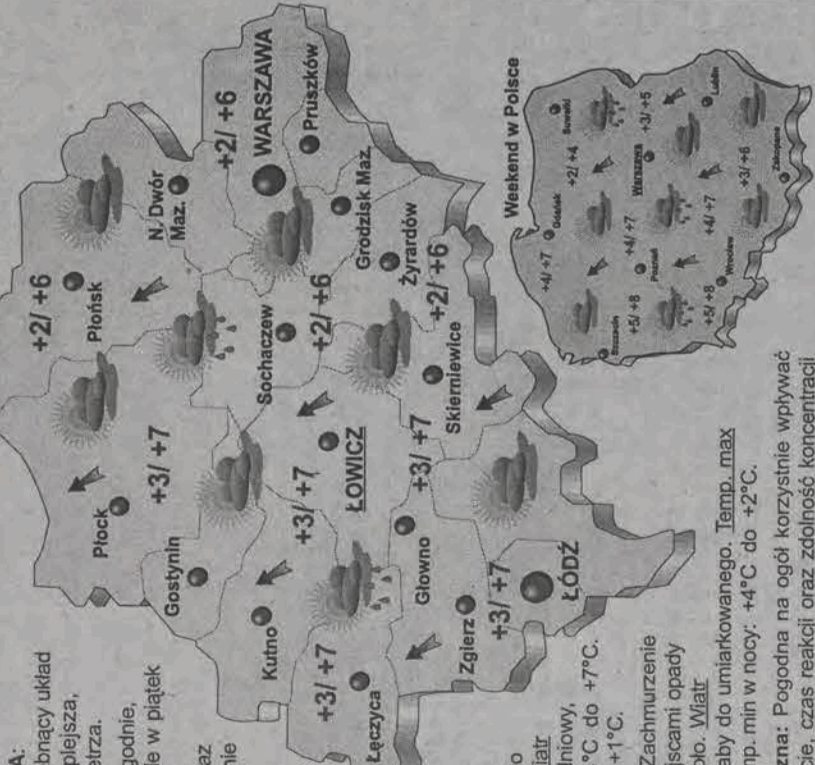 A:
bnący układ
plejsza,
etrza.
godnie,
le w piątek
az
nie
o
iatr
dniowy,
°C do +7°C.
+1°C.
Zachmurzenie
jscami opady
pło. Wiatr
aby do umiarkowanego. Temp. max
mp. min w nocy: +4°C do +2°C.
zna: Pogodna na ogół korzystnie wpływać
cie, czas reakcji oraz zdolność koncentracji
+2/ +6
Płońsk
N. Dwór
Maz.
+2/ +6
WARSZAWA
Pruszków
Grodzisk Maz.
Żyrardów
+2/ +6
Sochaczew
+2/ +6
Skierniewice
Płock
+3/ +7
Gostynin
+3/ +7
ŁOWICZ
Kutno
+3/ +7
Głowno
+3/ +7
Łęczyca
Zgierz
+3/ +7
ŁÓDŹ
Weekend w Polsce
+4/ +7
Gdańsk
+2/ +4
Suwałki
Szczecin
+5/ +8
Poznań
+4/ +7
Warszawa
+3/ +5
+5/ +8
Wrocław
+4/ +7
Lublin
+3/ +6
Zakopane